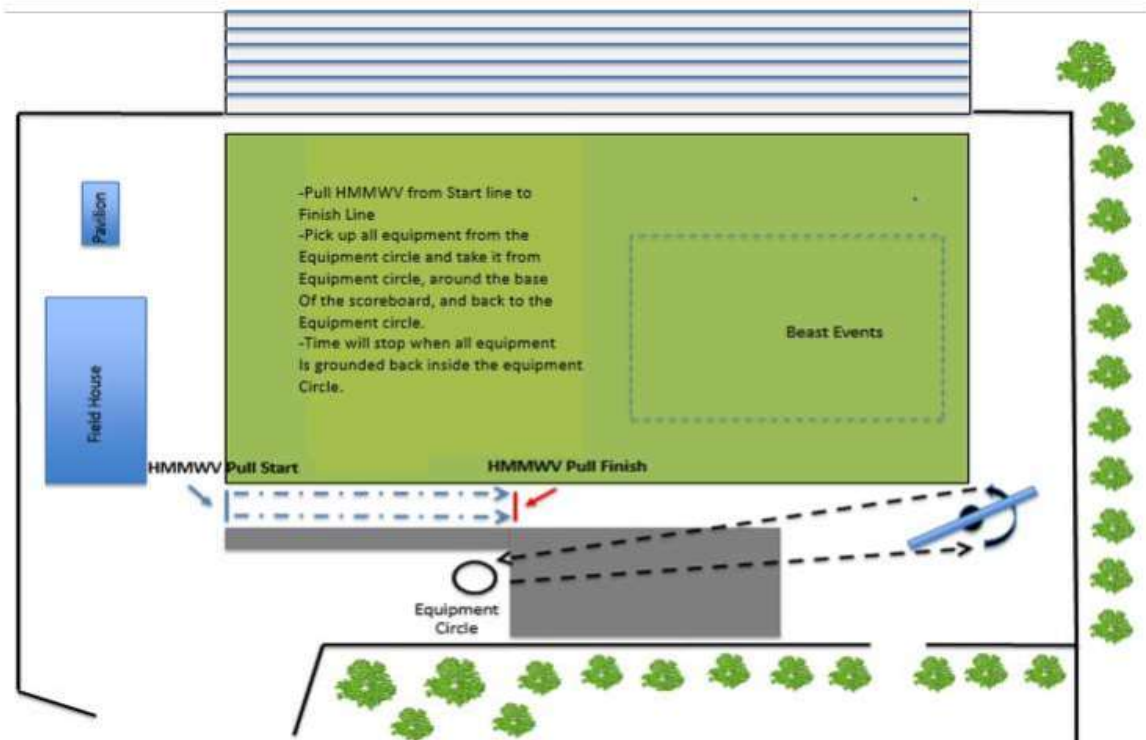 -Pull HMMWV from Start line to
Finish Line
-Pick up all equipment from the
Equipment circle and take it from
Equipment circle, around the base
Of the scoreboard, and back to the
Equipment circle.
-Time will stop when all equipment
Is grounded back inside the equipment
Circle.
Pavilion
Field House
Beast Events
HMMWV Pull Start
HMMWV Pull Finish
Equipment
Circle